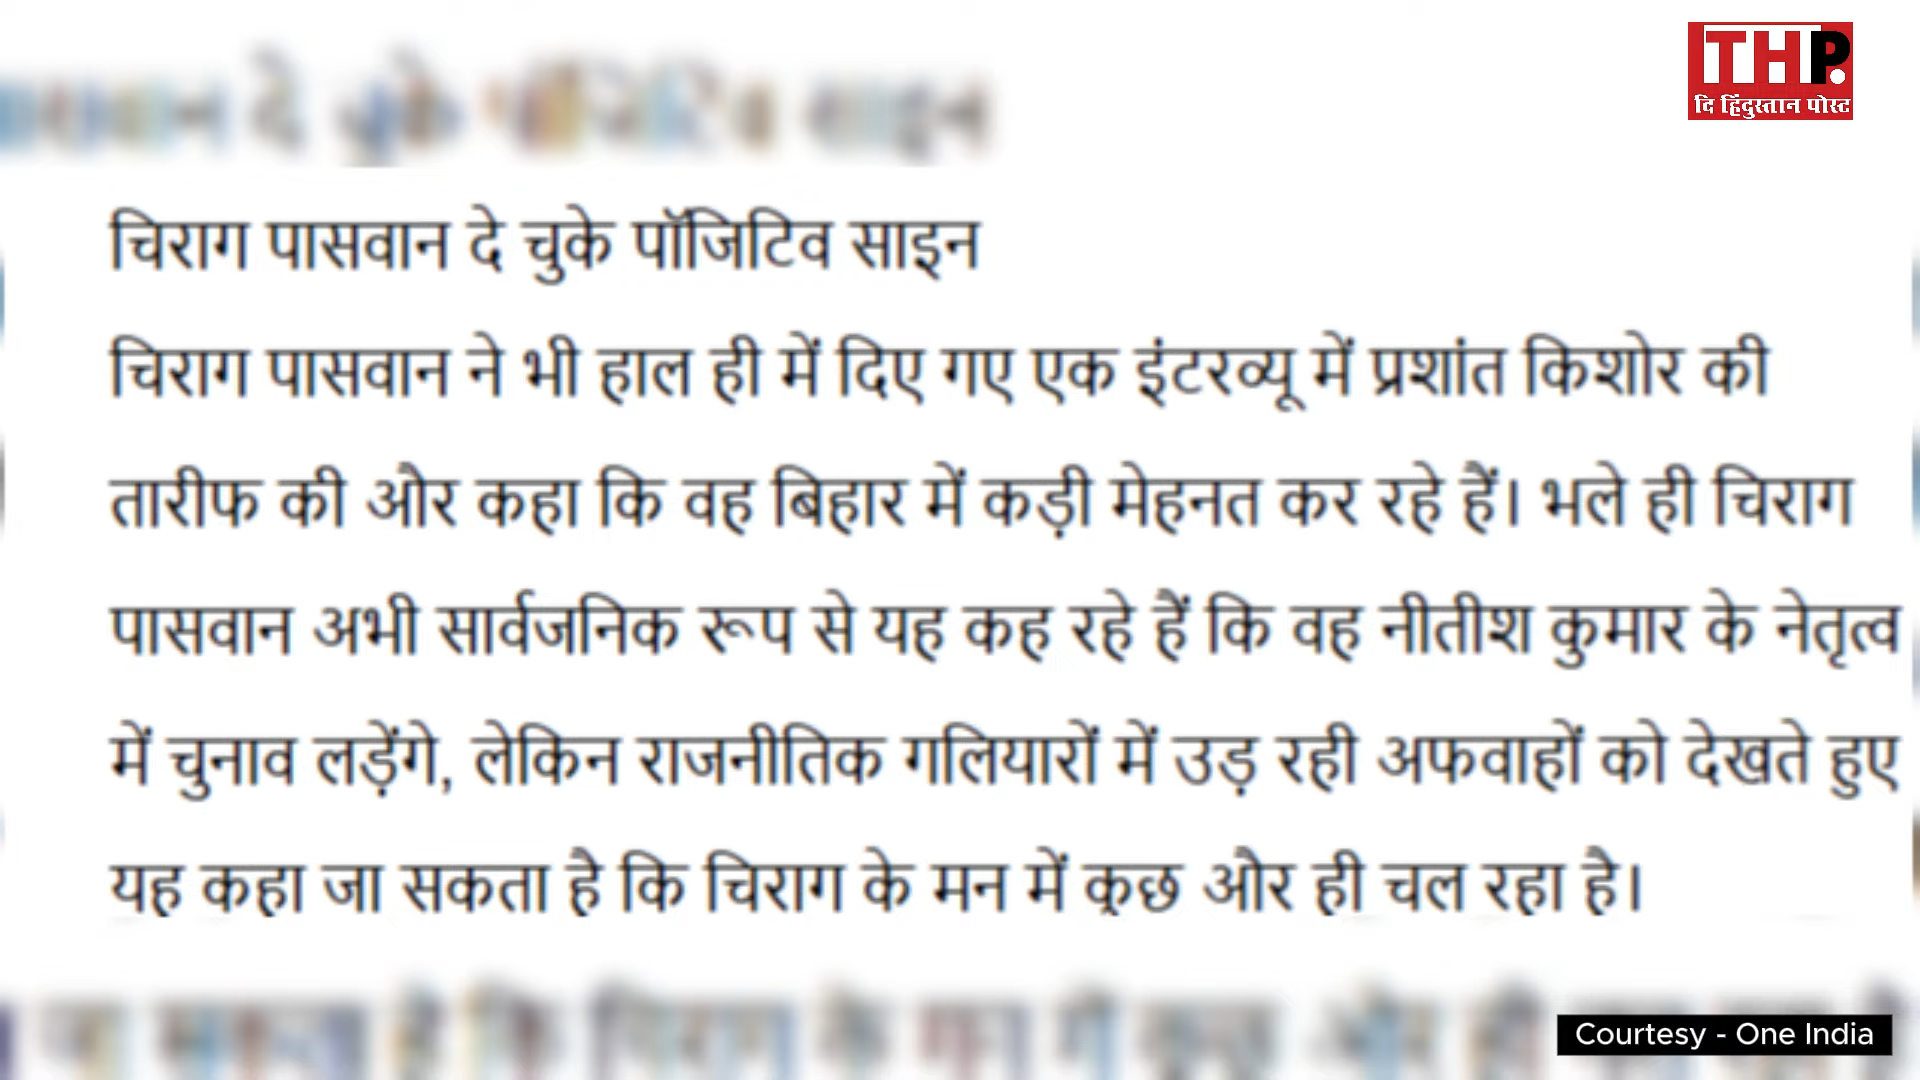 THP.
दि हिंदुस्तान पोस्ट
चिराग पासवान दे चुके पॉजिटिव साइन
चिराग पासवान ने भी हाल ही में दिए गए एक इंटरव्यू में प्रशांत किशोर की
तारीफ की और कहा कि वह बिहार में कड़ी मेहनत कर रहे हैं। भले ही चिराग
पासवान अभी सार्वजनिक रूप से यह कह रहे हैं कि वह नीतीश कुमार के नेतृत्व
में चुनाव लड़ेंगे, लेकिन राजनीतिक गलियारों में उड़ रही अफवाहों को देखते हुए
यह कहा जा सकता है कि चिराग के मन में कुछ और ही चल रहा है।
Courtesy - One India